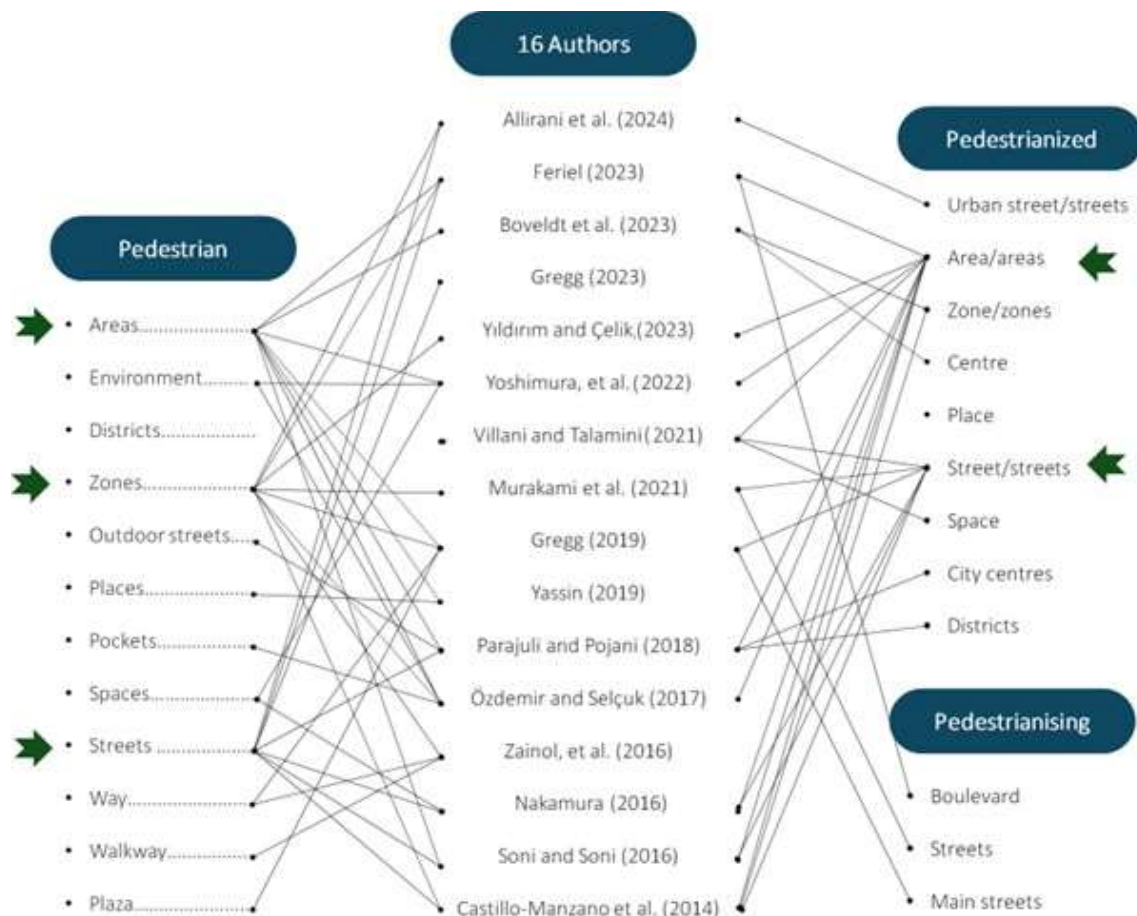 16 Authors
Allirani et al. (2024)
Feriel (2023)
Boveldt et al. (2023)
Gregg (2023)
Yıldırım and Çelik,(2023)
Yoshimura, et al. (2022)
Villani and Talamini (2021)
Murakami et al. (2021)
Gregg (2019)
Yassin (2019)
Parajuli and Pojani (2018)
Özdemir and Selçuk (2017)
Zainol, et al. (2016)
Nakamura (2016)
Soni and Soni (2016)
Castillo-Manzano et al. (2014)
Pedestrian
Areas
Environment
Districts
Zones
Outdoor streets
Places
Pockets
Spaces
Streets
Way
Walkway
Plaza
Pedestrianized
Urban street/streets
Area/areas
Zone/zones
Centre
Place
Street/streets
Space
City centres
Districts
Pedestrianising
Boulevard
Streets
Main streets